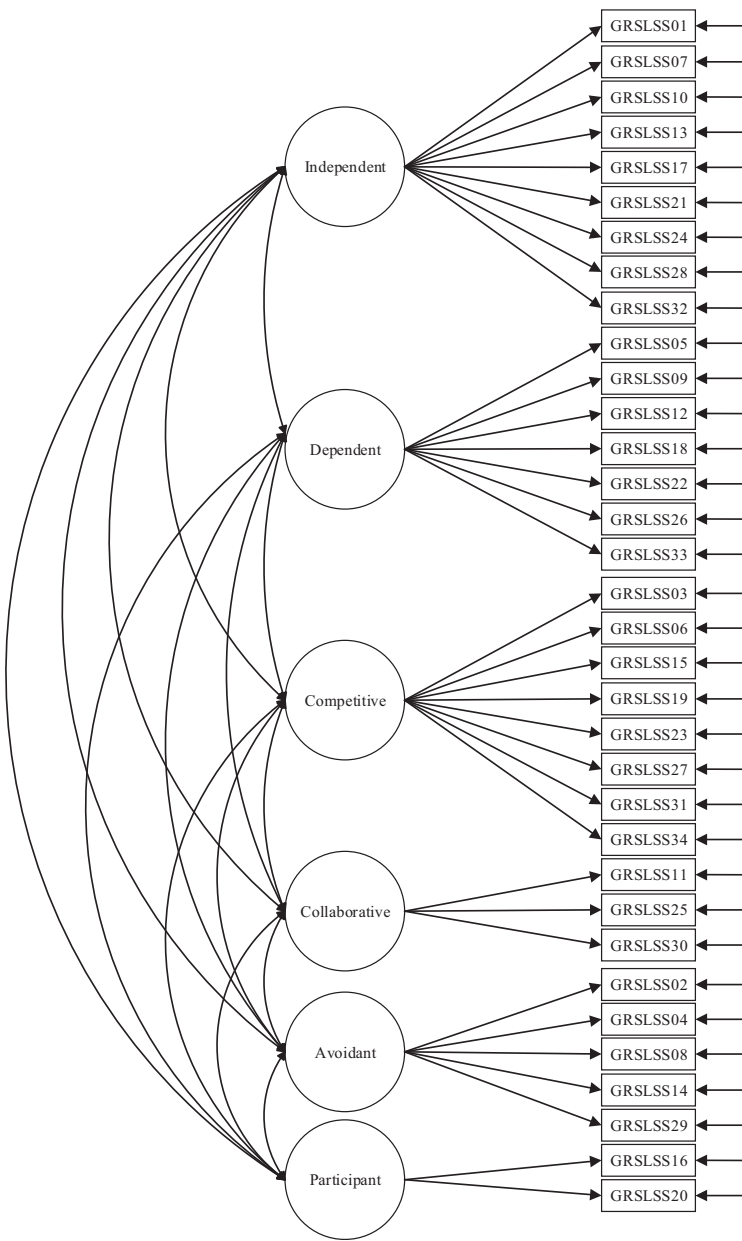 Independent
GRSLSS01
GRSLSS07
GRSLSS10
GRSLSS13
GRSLSS17
GRSLSS21
GRSLSS24
GRSLSS28
GRSLSS32
Dependent
GRSLSS05
GRSLSS09
GRSLSS12
GRSLSS18
GRSLSS22
GRSLSS26
GRSLSS33
Competitive
GRSLSS03
GRSLSS06
GRSLSS15
GRSLSS19
GRSLSS23
GRSLSS27
GRSLSS31
GRSLSS34
Collaborative
GRSLSS11
GRSLSS25
GRSLSS30
Avoidant
GRSLSS02
GRSLSS04
GRSLSS08
GRSLSS14
GRSLSS29
Participant
GRSLSS16
GRSLSS20